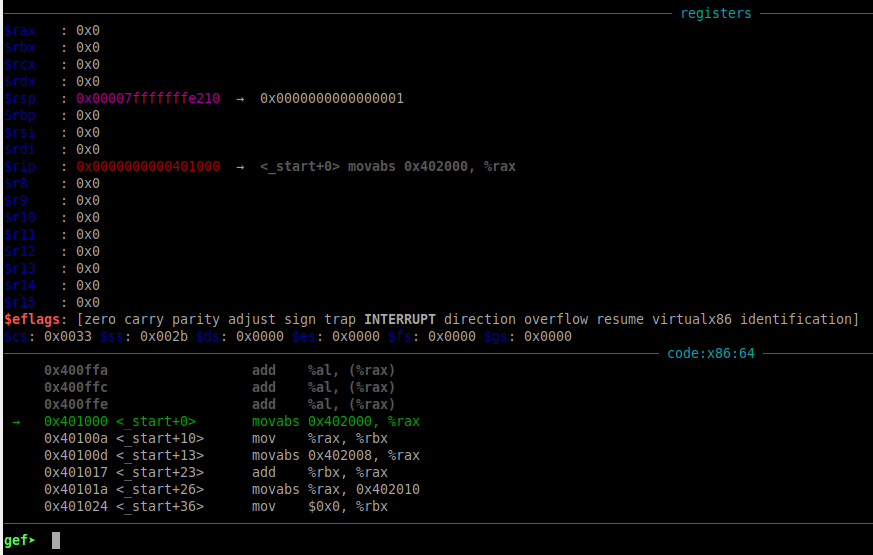 registers
$rax   : 0x0
$rbx   : 0x0
$rcx   : 0x0
$rdx   : 0x0
$rsp   : 0x00007fffffffe210  →  0x0000000000000001
$rbp   : 0x0
$rsi   : 0x0
$rdi   : 0x0
$rip   : 0x0000000000401000  →  <_start+0> movabs 0x402000, %rax
$r8    : 0x0
$r9    : 0x0
$r10   : 0x0
$r11   : 0x0
$r12   : 0x0
$r13   : 0x0
$r14   : 0x0
$r15   : 0x0
$eflags: [zero carry parity adjust sign trap INTERRUPT direction overflow resume virtualx86 identification]
$cs: 0x0033 $ss: 0x002b $ds: 0x0000 $es: 0x0000 $fs: 0x0000 $gs: 0x0000
code:x86:64
0x400ffa                  add    %al, (%rax)
0x400ffc                  add    %al, (%rax)
0x400ffe                  add    %al, (%rax)
→   0x401000 <_start+0>       movabs 0x402000, %rax
0x40100a <_start+10>      mov    %rax, %rbx
0x40100d <_start+13>      movabs 0x402008, %rax
0x401017 <_start+23>      add    %rbx, %rax
0x40101a <_start+26>      movabs %rax, 0x402010
0x401024 <_start+36>      mov    $0x0, %rbx
gef➤